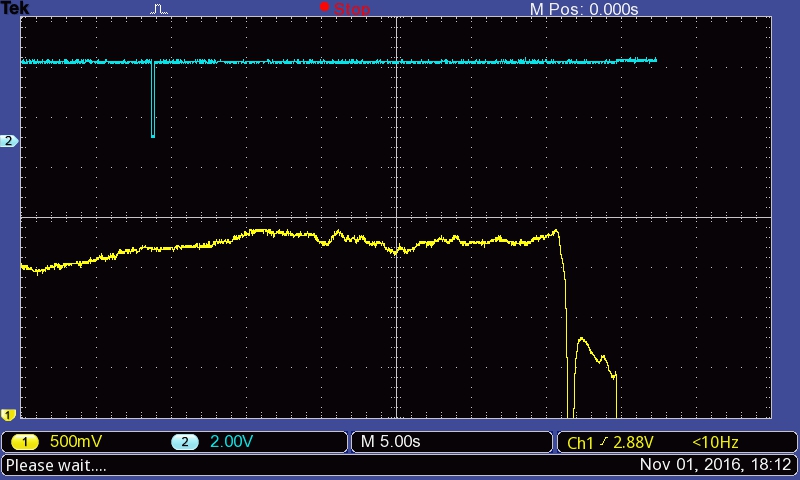 Tek Stop M Pos: 0.000s
2
1
1 500mV 2 2.00V M 5.00s Ch1 2.88V <10Hz
Please wait.... Nov 01, 2016, 18:12